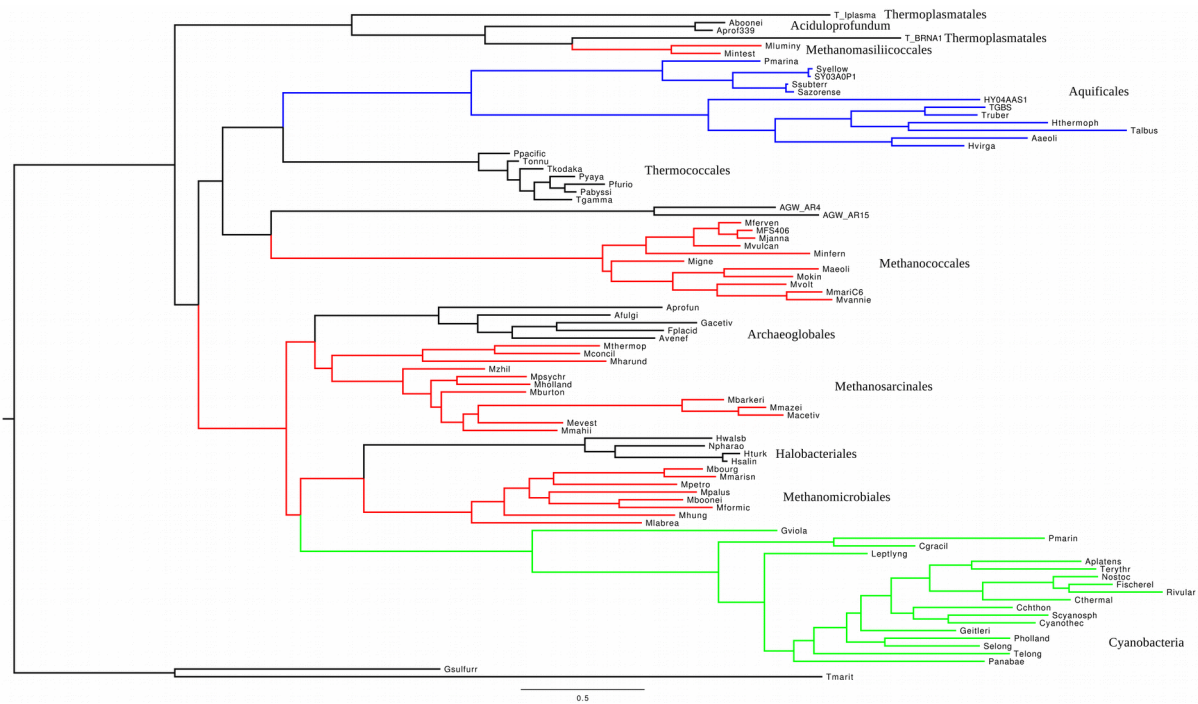 T_Iplasma Thermoplasmatales
Aboonei
Aciduloprofundum
Aprof339
T_BRNA1 Thermoplasmatales
Mluminy
Methanomasiliicoccales
Mintest
Pmarina
Syellow
SY03A0P1
Ssubterr
Sazorense
Aquificales
HY04AAS1
TGBS
Truber
Hthermoph
Talbus
Aaeoli
Hvirga
Ppacific
Tonnu
Tkodaka
Thermococcales
Pyaya
Pfurio
Pabyssi
Tgamma
AGW_AR4
AGW_AR15
Mferven
MFS406
Mjanna
Mvulcan
Minfern
Migne
Methanococcales
Maeoli
Mokin
Mvolt
MmariC6
Mvannie
Aprofun
Afulgi
Gacetiv
Fplacid
Archaeoglobales
Avenef
Mthermop
Mconcil
Mharund
Mzhil
Mpsychr
Mholland
Methanosarcinales
Mburton
Mbarkeri
Mmazei
Macetiv
Mevest
Mmahii
Hwalsb
Npharao
Hturk
Halobacteriales
Hsalin
Mbourg
Mmarisn
Mpetro
Mpalus
Methanomicrobiales
Mboonei
Mformic
Mhung
Mlabrea
Gviola
Pmarin
Cgracil
Leptlyng
Aplatens
Terythr
Nostoc
Fischerel
Rivular
Cthermal
Cchthon
Scyanosph
Cyanothec
Geitleri
Pholland
Cyanobacteria
Selong
Telong
Panabae
Gsulfurr
Tmarit
0.5